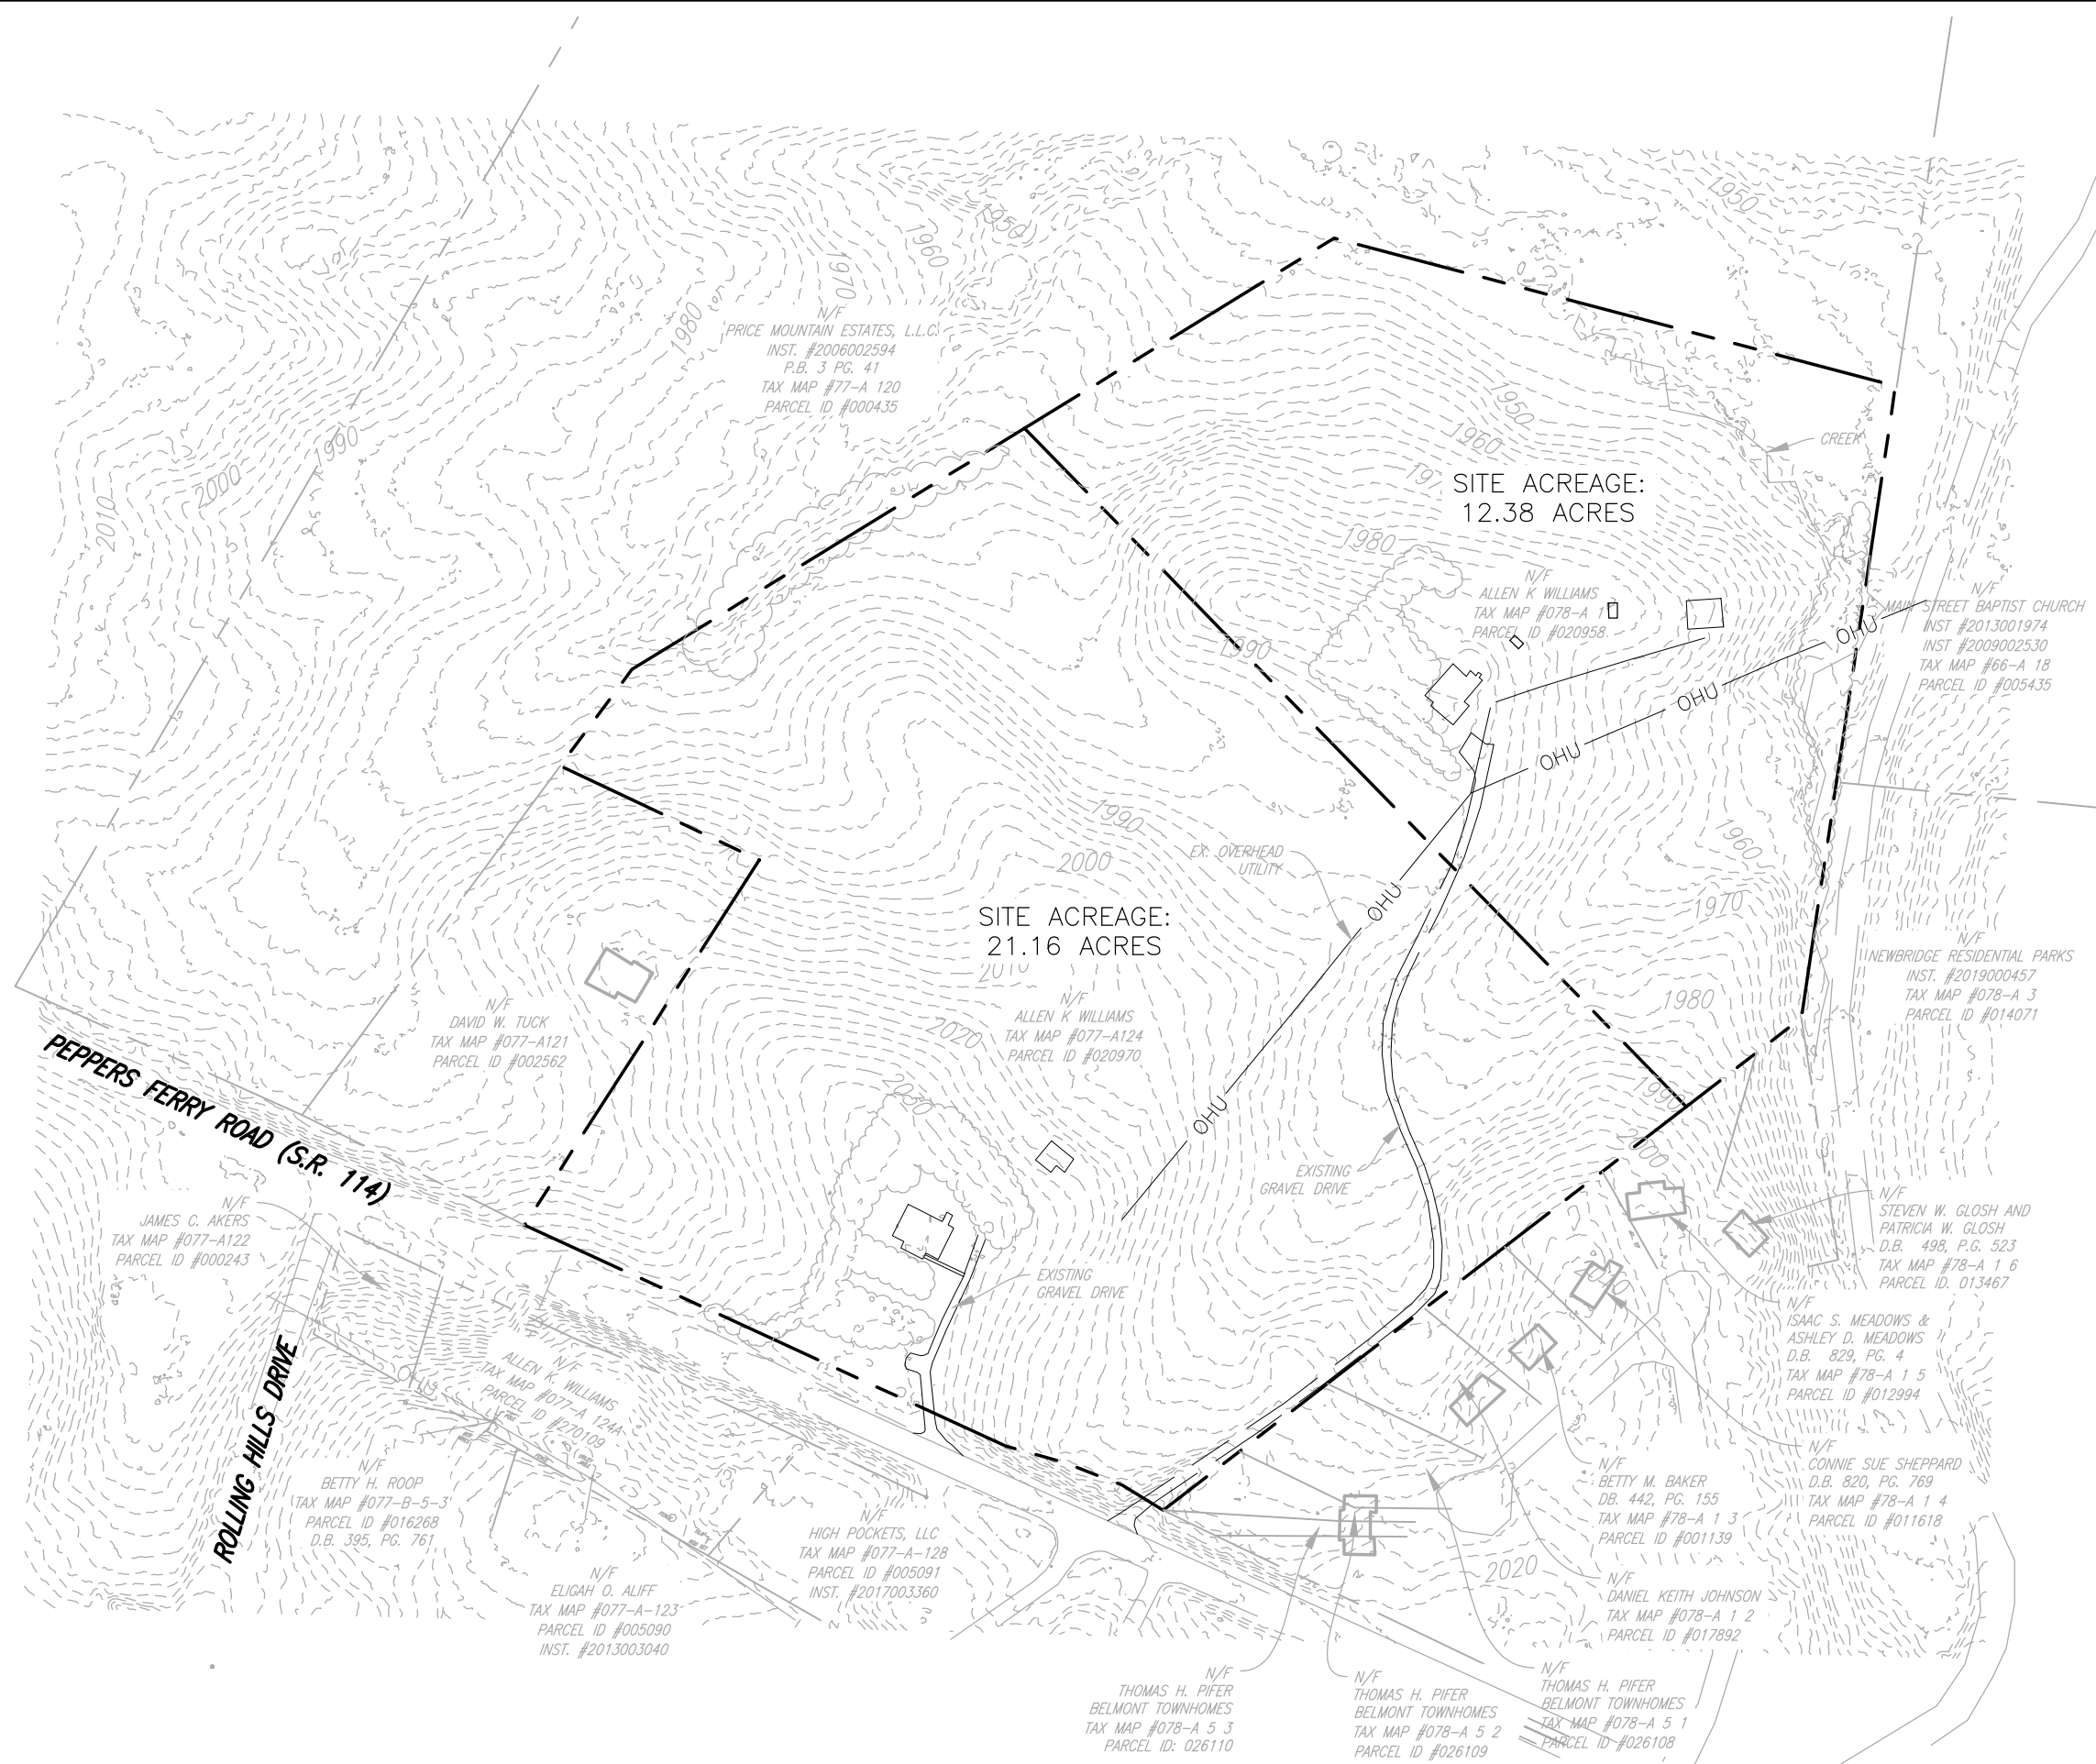 1950
1960
1970
1980
1950
N/F
PRICE MOUNTAIN ESTATES, L.L.C.
INST. #2006002594
P.B. 3 PG. 41
TAX MAP #77-A 120
PARCEL ID #000435
1990
2000
2010
1950
1960
CREEK
SITE ACREAGE:
12.38 ACRES
1980
N/F
ALLEN K WILLIAMS
TAX MAP #078-A 1
PARCEL ID #020958
N/F
MAIN STREET BAPTIST CHURCH
INST #2013001974
INST #2009002530
TAX MAP #66-A 18
PARCEL ID #005435
OHU
OHU
OHU
1990
1990
2000
EX. OVERHEAD
UTILITY
OHU
1960
1970
1980
SITE ACREAGE:
21.16 ACRES
2010
2020
N/F
ALLEN K WILLIAMS
TAX MAP #077-A124
PARCEL ID #020970
N/F
NEWBRIDGE RESIDENTIAL PARKS
INST. #2019000457
TAX MAP #078-A 3
PARCEL ID #014071
N/F
DAVID W. TUCK
TAX MAP #077-A121
PARCEL ID #002562
PEPPERS FERRY ROAD (S.R. 114)
OHU
1990
2000
EXISTING
GRAVEL DRIVE
N/F
JAMES C. AKERS
TAX MAP #077-A122
PARCEL ID #000243
N/F
STEVEN W. GLOSH AND
PATRICIA W. GLOSH
D.B. 498, P.G. 523
TAX MAP #78-A 1 6
PARCEL ID. 013467
EXISTING
GRAVEL DRIVE
N/F
ISAAC S. MEADOWS &
ASHLEY D. MEADOWS
D.B. 829, PG. 4
TAX MAP #78-A 1 5
PARCEL ID #012994
ROLLING HILLS DRIVE
OHU
N/F
ALLEN K. WILLIAMS
TAX MAP #077-A 124A
PARCEL ID #270109
N/F
BETTY H. ROOP
TAX MAP #077-B-5-3
PARCEL ID #016268
D.B. 395, PG. 761
N/F
HIGH POCKETS, LLC
TAX MAP #077-A-128
PARCEL ID #005091
INST. #2017003360
N/F
BETTY M. BAKER
DB. 442, PG. 155
TAX MAP #78-A 1 3
PARCEL ID #001139
N/F
CONNIE SUE SHEPPARD
D.B. 820, PG. 769
TAX MAP #78-A 1 4
PARCEL ID #011618
N/F
ELIGAH O. ALIFF
TAX MAP #077-A-123
PARCEL ID #005090
INST. #2013003040
2020
N/F
DANIEL KEITH JOHNSON
TAX MAP #078-A 1 2
PARCEL ID #017892
N/F
THOMAS H. PIFER
BELMONT TOWNHOMES
TAX MAP #078-A 5 3
PARCEL ID: 026110
N/F
THOMAS H. PIFER
BELMONT TOWNHOMES
TAX MAP #078-A 5 2
PARCEL ID #026109
N/F
THOMAS H. PIFER
BELMONT TOWNHOMES
TAX MAP #078-A 5 1
PARCEL ID #026108